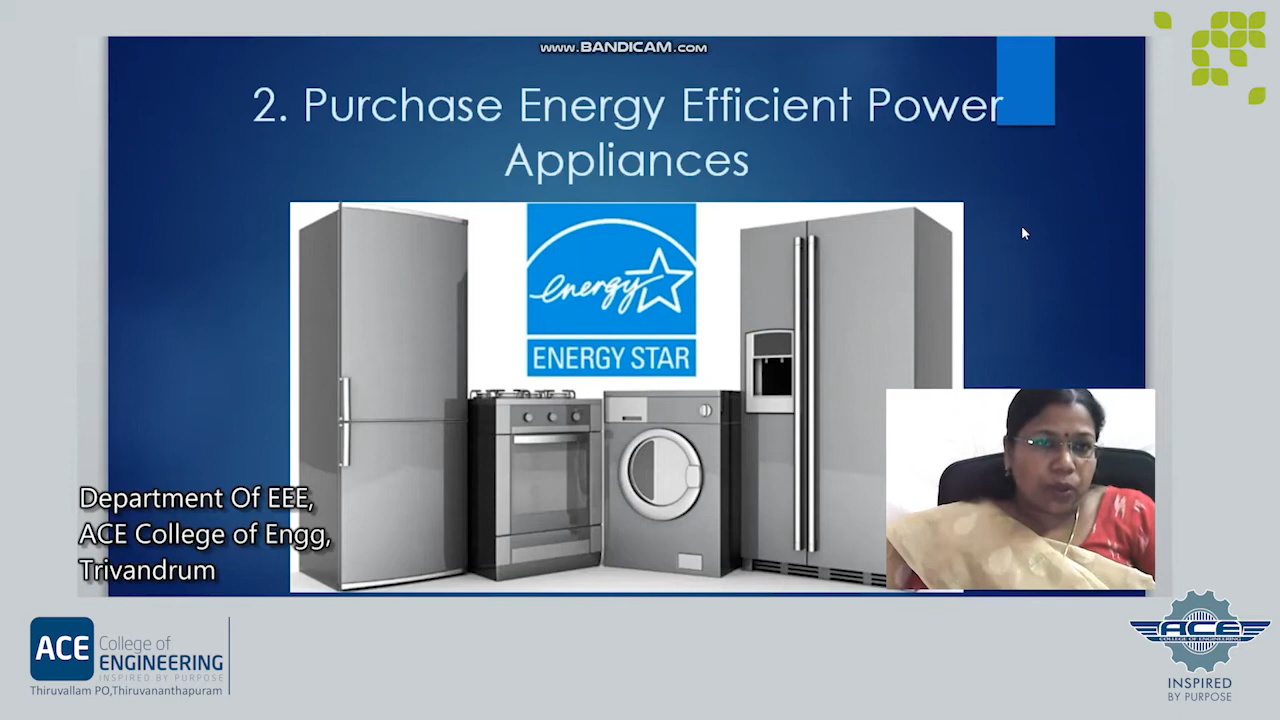 www.BANDICAM.com
2. Purchase Energy Efficient Power
Appliances
energy
ENERGY STAR
Department Of EEE,
ACE College of Engg,
Trivandrum
ACE College of
ENGINEERING
INSPIRED BY PURPOSE
Thiruvallam PO,Thiruvananthapuram
ACE
COLLEGE OF ENGINEERING
INSPIRED
BY PURPOSE